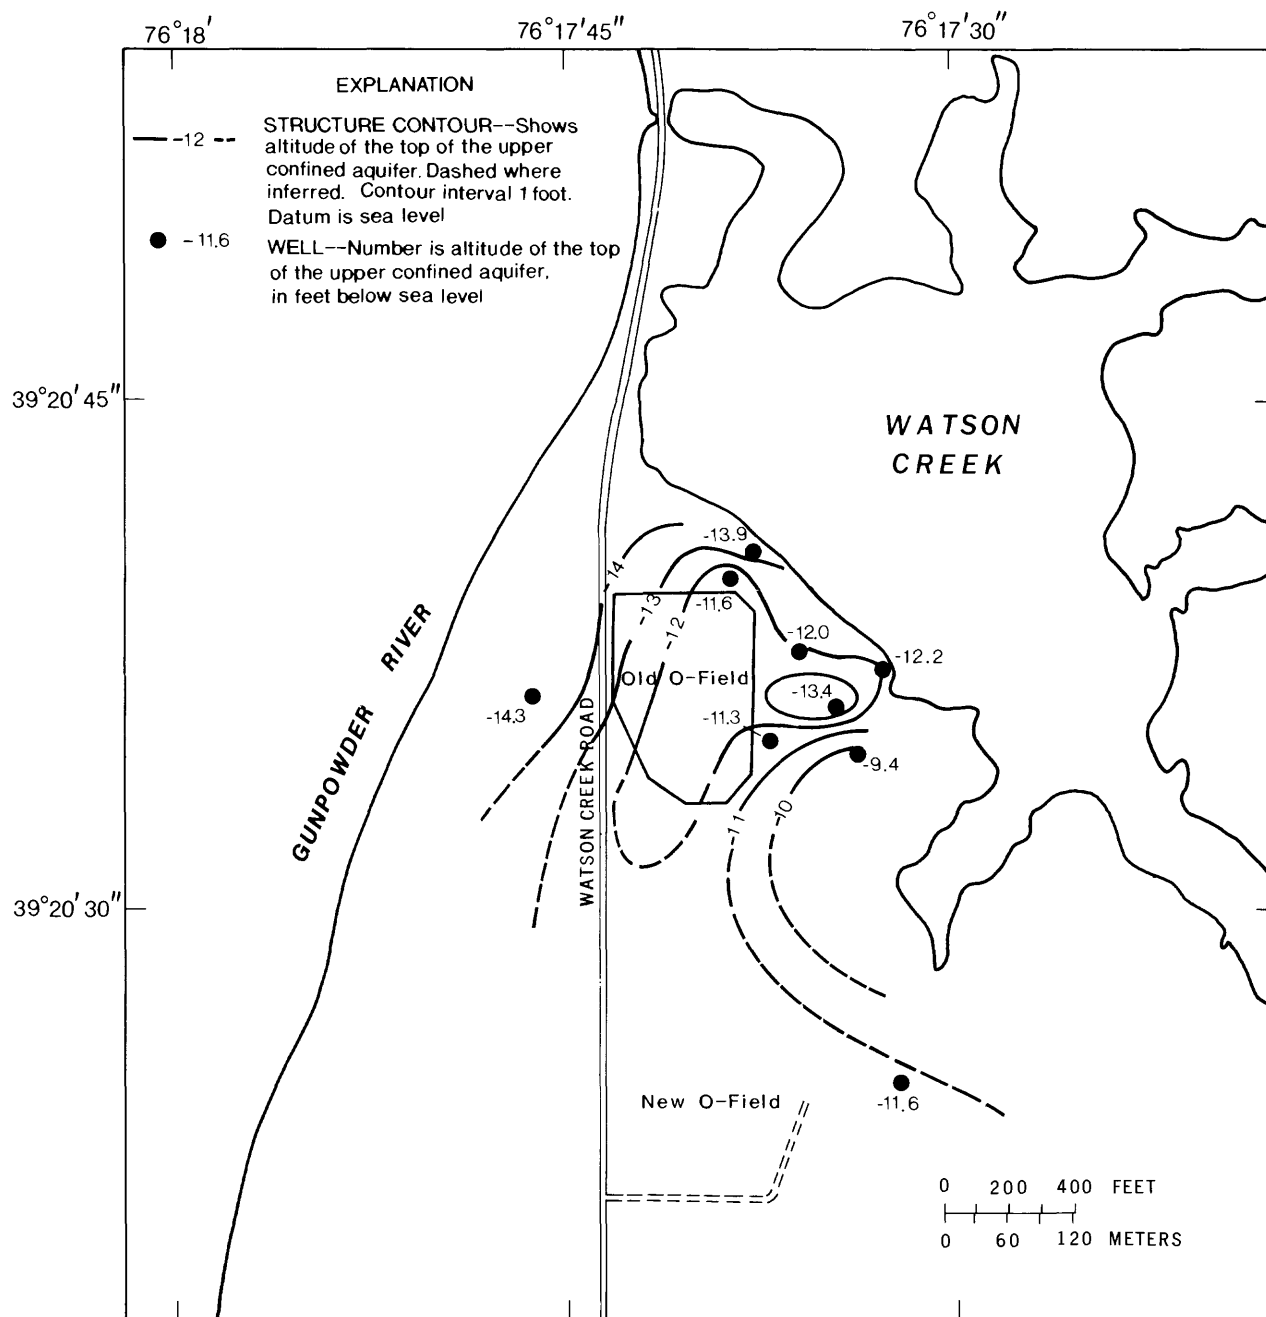 76°18' 76°17'45" 76°17'30"
EXPLANATION
-12
STRUCTURE CONTOUR--Shows
altitude of the top of the upper
confined aquifer. Dashed where
inferred. Contour interval 1 foot.
Datum is sea level
-11.6
WELL--Number is altitude of the top
of the upper confined aquifer,
in feet below sea level
39°20'45"
WATSON
CREEK
-13.9
-14
-13
-11.6
-12
-12.0
-12.2
Old O-Field
-13.4
-14.3
-11.3
-9.4
-11
-10
GUNPOWDER RIVER
WATSON CREEK ROAD
39°20'30"
New O-Field
-11.6
0 200 400 FEET
0 60 120 METERS